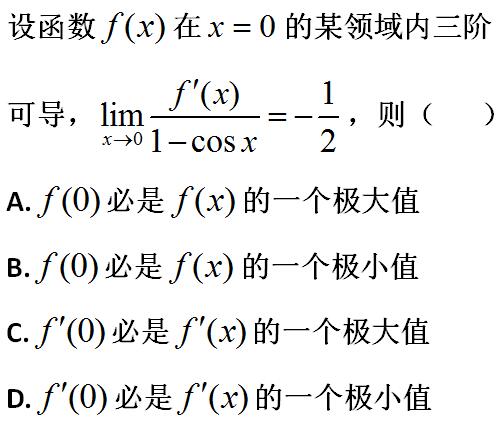 设函数 f(x) 在 x = 0 的某领域内三阶
可导，lim_{x→0} f′(x)/(1−cos x) = −1/2，则（　　）
A. f(0) 必是 f(x) 的一个极大值
B. f(0) 必是 f(x) 的一个极小值
C. f′(0) 必是 f′(x) 的一个极大值
D. f′(0) 必是 f′(x) 的一个极小值